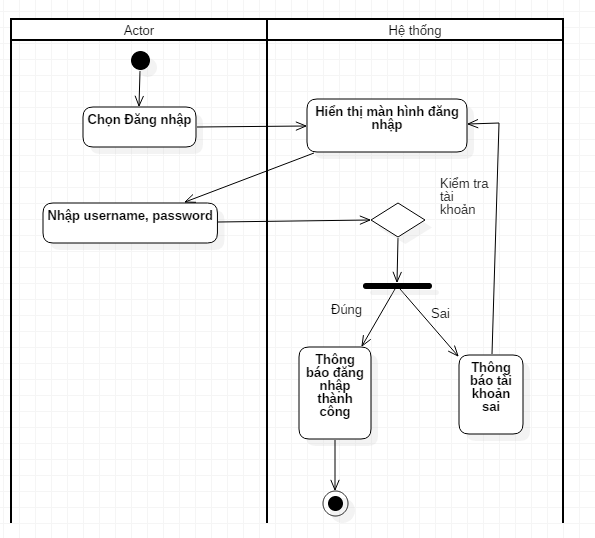 Actor
Hệ thống
Chọn Đăng nhập
Hiển thị màn hình đăng
nhập
Nhập username, password
Kiểm tra
tài
khoản
Đúng
Sai
Thông
báo đăng
nhập
thành
công
Thông
báo tài
khoản
sai